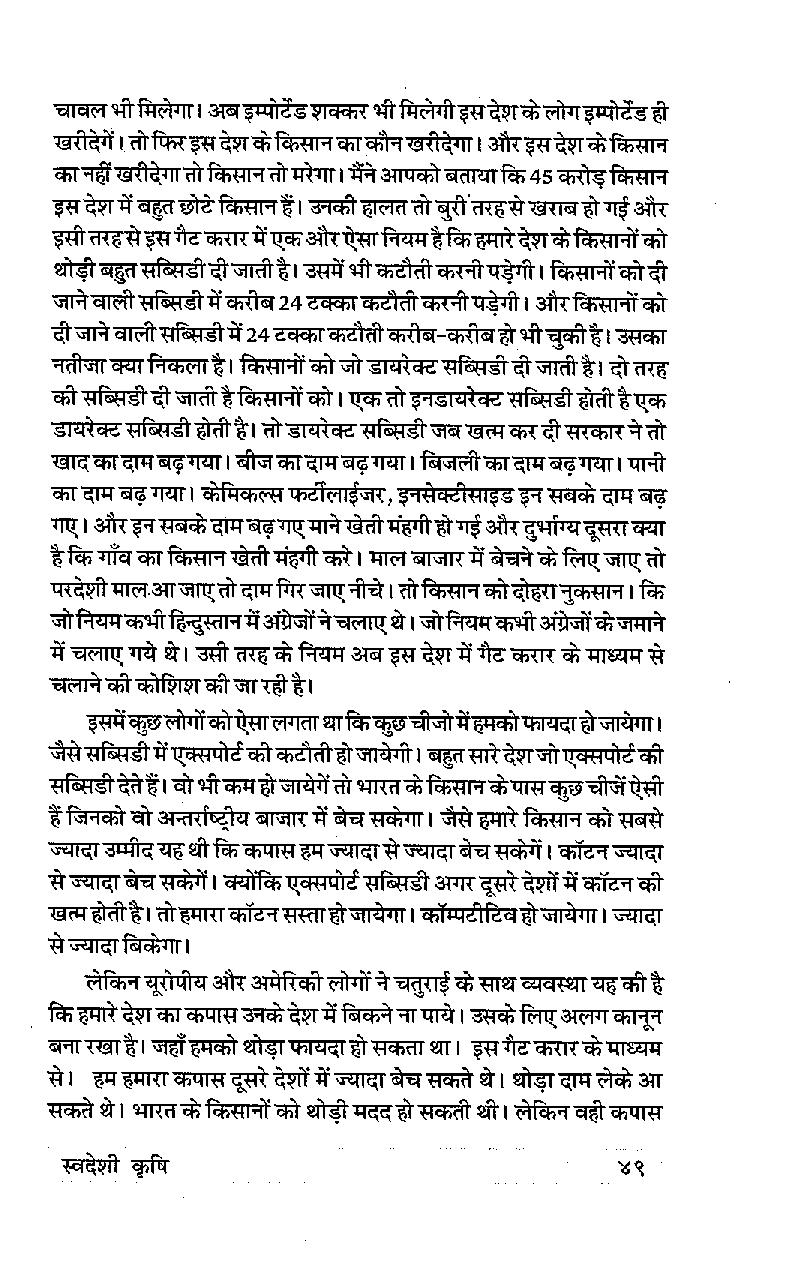 चावल भी मिलेगा। अब इम्पोर्टेड शक्कर भी मिलेगी इस देश के लोग इम्पोर्टेड ही
खरीदेगें। तो फिर इस देश के किसान का कौन खरीदेगा। और इस देश के किसान
का नहीं खरीदेगा तो किसान तो मरेगा। मैंने आपको बताया कि 45 करोड़ किसान
इस देश में बहुत छोटे किसान हैं। उनकी हालत तो बुरी तरह से खराब हो गई और
इसी तरह से इस गैट करार में एक और ऐसा नियम है कि हमारे देश के किसानों को
थोड़ी बहुत सब्सिडी दी जाती है। उसमें भी कटौती करनी पड़ेगी। किसानों को दी
जाने वाली सब्सिडी में करीब 24 टक्का कटौती करनी पड़ेगी। और किसानों को
दी जाने वाली सब्सिडी में 24 टक्का कटौती करीब-करीब हो भी चुकी है। उसका
नतीजा क्या निकला है। किसानों को जो डायरेक्ट सब्सिडी दी जाती है। दो तरह
की सब्सिडी दी जाती है किसानों को। एक तो इनडायरेक्ट सब्सिडी होती है एक
डायरेक्ट सब्सिडी होती है। तो डायरेक्ट सब्सिडी जब खत्म कर दी सरकार ने तो
खाद का दाम बढ़ गया। बीज का दाम बढ़ गया। बिजली का दाम बढ़ गया। पानी
का दाम बढ़ गया। केमिकल्स फर्टीलाईजर, इनसेक्टीसाइड इन सबके दाम बढ़
गए। और इन सबके दाम बढ़ गए माने खेती मंहगी हो गई और दुर्भाग्य दूसरा क्या
है कि गाँव का किसान खेती मंहगी करे। माल बाजार में बेचने के लिए जाए तो
परदेशी माल आ जाए तो दाम गिर जाए नीचे। तो किसान को दोहरा नुकसान। कि
जो नियम कभी हिन्दुस्तान में अंग्रेजों ने चलाए थे। जो नियम कभी अंग्रेजों के जमाने
में चलाए गये थे। उसी तरह के नियम अब इस देश में गैट करार के माध्यम से
चलाने की कोशिश की जा रही है।
इसमें कुछ लोगों को ऐसा लगता था कि कुछ चीजो में हमको फायदा हो जायेगा।
जैसे सब्सिडी में एक्सपोर्ट की कटौती हो जायेगी। बहुत सारे देश जो एक्सपोर्ट की
सब्सिडी देते हैं। वो भी कम हो जायेगें तो भारत के किसान के पास कुछ चीजें ऐसी
हैं जिनको वो अन्तर्राष्ट्रीय बाजार में बेच सकेगा। जैसे हमारे किसान को सबसे
ज्यादा उम्मीद यह थी कि कपास हम ज्यादा से ज्यादा बेच सकेगें। कॉटन ज्यादा
से ज्यादा बेच सकेगें। क्योंकि एक्सपोर्ट सब्सिडी अगर दूसरे देशों में कॉटन की
खत्म होती है। तो हमारा कॉटन सस्ता हो जायेगा। कॉम्पटीटिव हो जायेगा। ज्यादा
से ज्यादा बिकेगा।
लेकिन यूरोपीय और अमेरिकी लोगों ने चतुराई के साथ व्यवस्था यह की है
कि हमारे देश का कपास उनके देश में बिकने ना पाये। उसके लिए अलग कानून
बना रखा है। जहाँ हमको थोड़ा फायदा हो सकता था। इस गैट करार के माध्यम
से। हम हमारा कपास दूसरे देशों में ज्यादा बेच सकते थे। थोड़ा दाम लेके आ
सकते थे। भारत के किसानों को थोड़ी मदद हो सकती थी। लेकिन वही कपास
स्वदेशी कृषि ४९